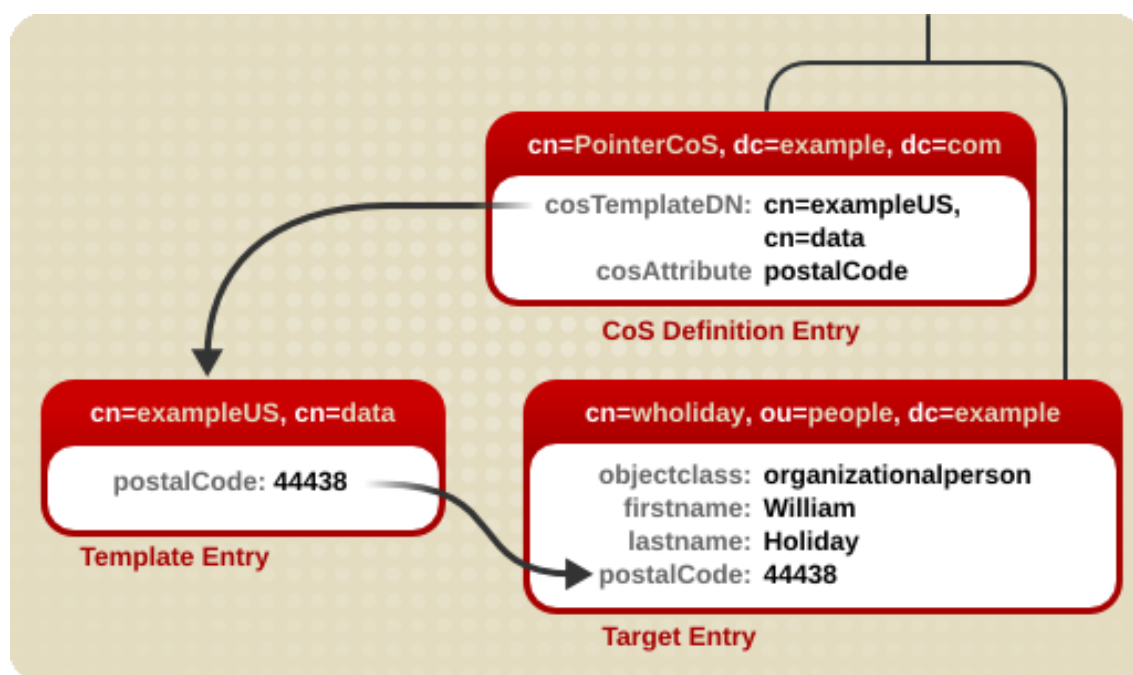 cn=PointerCoS, dc=example, dc=com
cosTemplateDN: cn=exampleUS,
cn=data
cosAttribute postalCode
CoS Definition Entry
cn=exampleUS, cn=data
postalCode: 44438
Template Entry
cn=wholiday, ou=people, dc=example
objectclass: organizationalperson
firstname: William
lastname: Holiday
postalCode: 44438
Target Entry